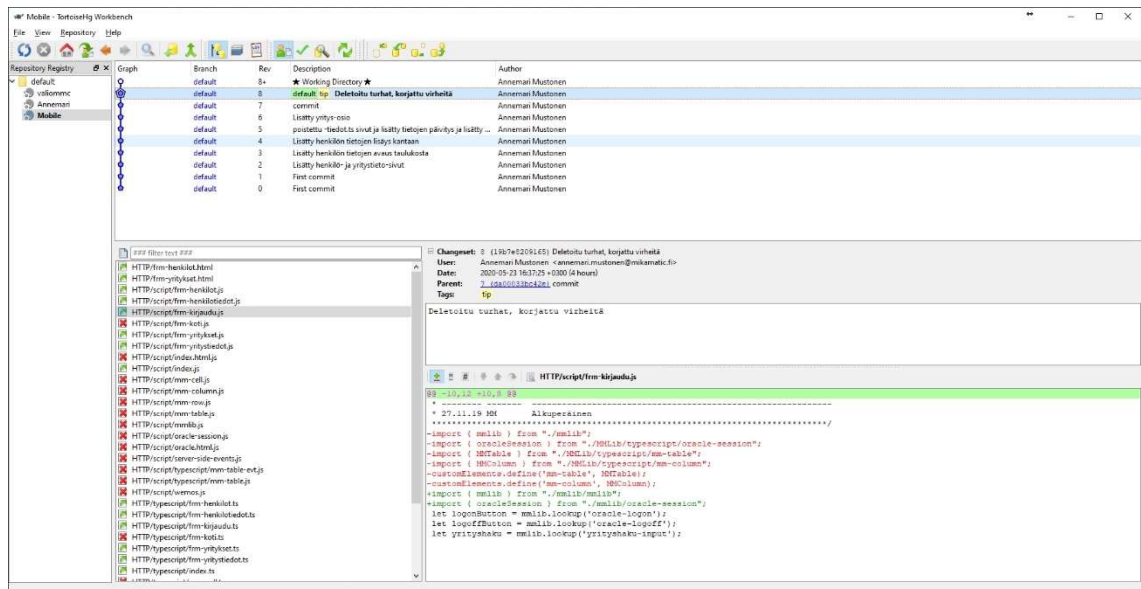 Mobile - TortoiseHg Workbench
File View Repository Help
Repository Registry
default
valiommc
Annemari
Mobile
Graph Branch Rev Description Author
default 8+ ★ Working Directory ★ Annemari Mustonen
default 8 default tip Deletoitu turhat, korjattu virheitä Annemari Mustonen
default 7 commit Annemari Mustonen
default 6 Lisätty yritys-osio Annemari Mustonen
default 5 poistettu -tiedot.ts sivut ja lisätty tietojen päivitys ja lisätty ... Annemari Mustonen
default 4 Lisätty henkilön tietojen lisäys kantaan Annemari Mustonen
default 3 Lisätty henkilön tietojen avaus taulukosta Annemari Mustonen
default 2 Lisätty henkilö- ja yritystieto-sivut Annemari Mustonen
default 1 First commit Annemari Mustonen
default 0 First commit Annemari Mustonen
### filter text ###
HTTP/frm-henkilot.html
HTTP/frm-yritykset.html
HTTP/script/frm-henkilot.js
HTTP/script/frm-henkilotiedot.js
HTTP/script/frm-kirjaudu.js
HTTP/script/frm-koti.js
HTTP/script/frm-yritykset.js
HTTP/script/frm-yritystiedot.js
HTTP/script/index.html.js
HTTP/script/index.js
HTTP/script/mm-cell.js
HTTP/script/mm-column.js
HTTP/script/mm-row.js
HTTP/script/mm-table.js
HTTP/script/mmlib.js
HTTP/script/oracle-session.js
HTTP/script/oracle.html.js
HTTP/script/server-side-events.js
HTTP/script/typescript/mm-table-evt.js
HTTP/script/typescript/mm-table.js
HTTP/script/wemos.js
HTTP/typescript/frm-henkilot.ts
HTTP/typescript/frm-henkilotiedot.ts
HTTP/typescript/frm-kirjaudu.ts
HTTP/typescript/frm-koti.ts
HTTP/typescript/frm-yritykset.ts
HTTP/typescript/frm-yritystiedot.ts
HTTP/typescript/index.ts
Changeset: 8 (19b7e8209165) Deletoitu turhat, korjattu virheitä
User: Annemari Mustonen <annemari.mustonen@mikamatic.fi>
Date: 2020-05-23 16:37:25 +0300 (4 hours)
Parent: 7 (da00633bc42e) commit
Tags: tip
Deletoitu turhat, korjattu virheitä
HTTP/script/frm-kirjaudu.js
@@ -10,12 +10,8 @@
* -------- ------- ----------------------------------------------------------------
* 27.11.19 MM Alkuperäinen
******************************************************************************/
-import { mmlib } from "./mmlib";
-import { oracleSession } from "./MMLib/typescript/oracle-session";
-import { MMTable } from "./MMLib/typescript/mm-table";
-import { MMColumn } from "./MMLib/typescript/mm-column";
-customElements.define('mm-table', MMTable);
-customElements.define('mm-column', MMColumn);
+import { mmlib } from "./mmlib/mmlib";
+import { oracleSession } from "./mmlib/oracle-session";
let logonButton = mmlib.lookup('oracle-logon');
let logoffButton = mmlib.lookup('oracle-logoff');
let yrityshaku = mmlib.lookup('yrityshaku-input');